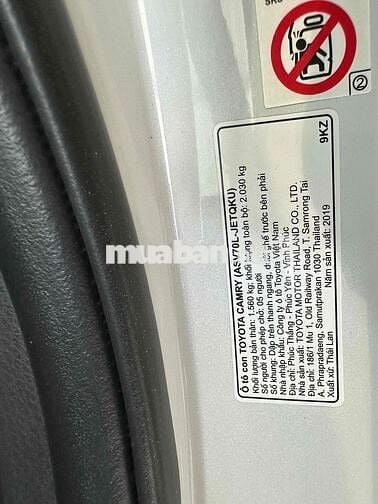 Ô tô con TOYOTA CAMRY (ASV70L-JETQKU)
Khối lượng bản thân: 1.560 kg; khối lượng toàn bộ: 2.030 kg
Số người cho phép chở: 05 người
Số khung: Dập trên thanh ngang, dưới ghế trước bên phải
Nhà nhập khẩu: Công ty ô tô Toyota Việt Nam
Địa chỉ: Phúc Thắng - Phúc Yên - Vĩnh Phúc
Nhà sản xuất: TOYOTA MOTOR THAILAND CO., LTD.
Địa chỉ: 186/1 Mu 1, Old Railway Road, T. Samrong Tai
A. Phrapradaeng, Samutprakan 1030 Thailand
Xuất xứ: Thái Lan Năm sản xuất: 2019
9KZ
2
muaban